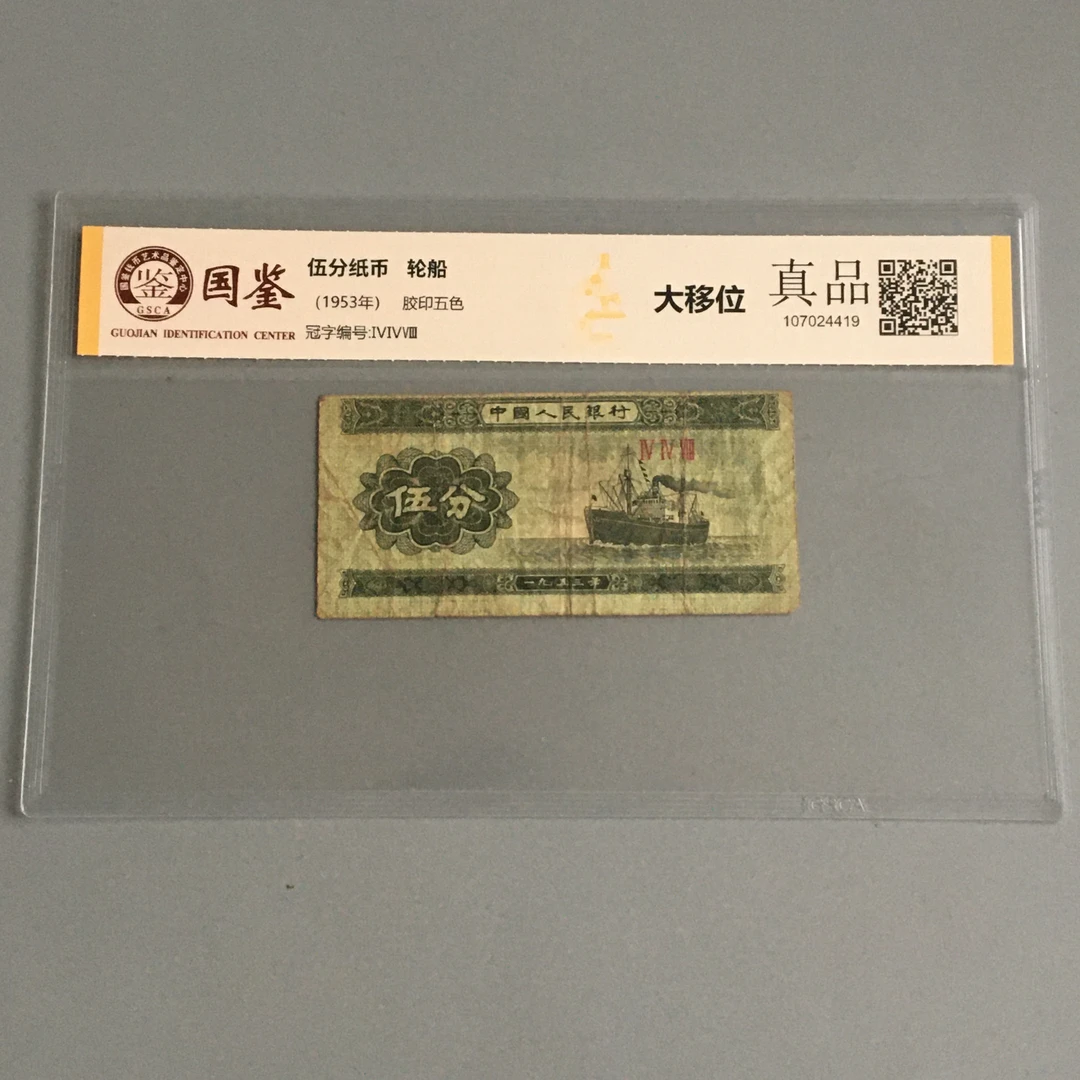 国鉴
GSCA
GUOJIAN IDENTIFICATION CENTER
伍分纸币 轮船
(1953年) 胶印五色
冠字编号:IVIVVIII
大移位
真品
107024419
中國人民銀行
IV IV VIII
伍分
一九五三年
GSCA